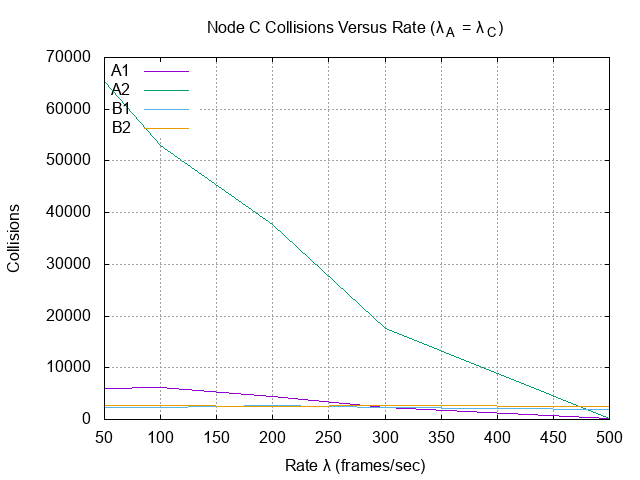 Node C Collisions Versus Rate (λA = λC)
70000
60000
50000
40000
30000
20000
10000
0
Collisions
A1
A2
B1
B2
50 100 150 200 250 300 350 400 450 500
Rate λ (frames/sec)